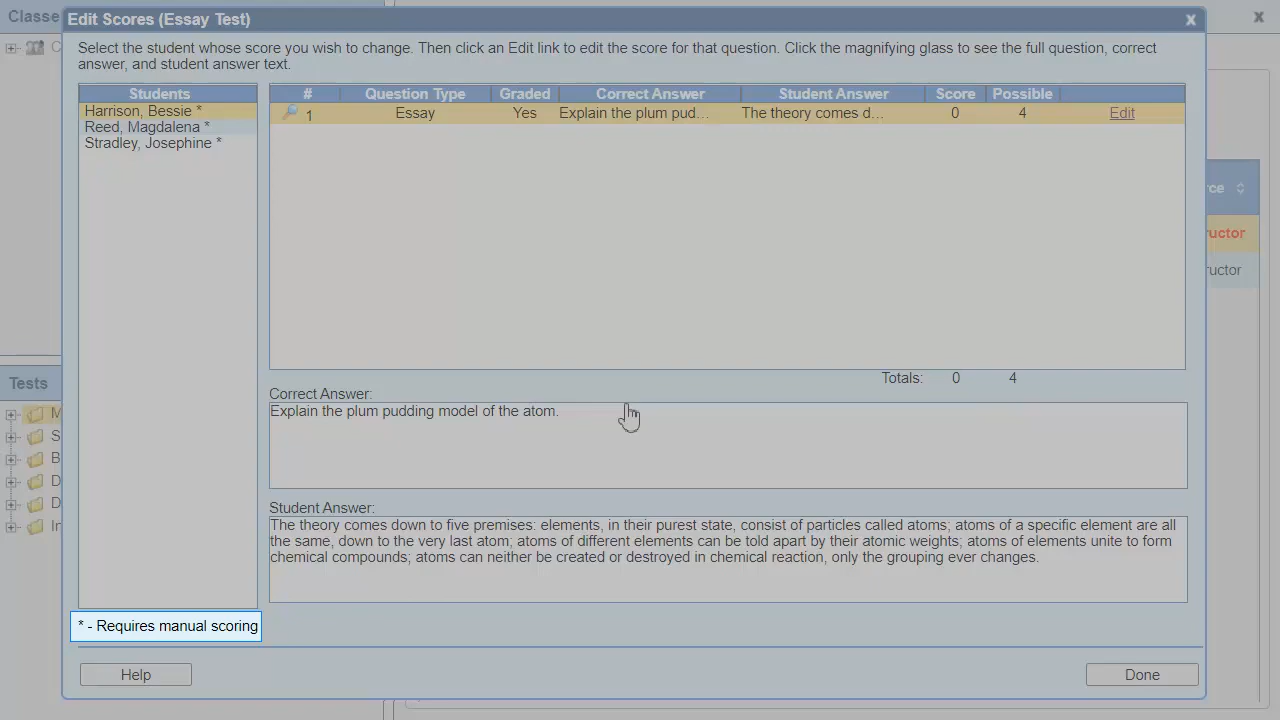 Classe
Edit Scores (Essay Test)
x
x
C
Select the student whose score you wish to change. Then click an Edit link to edit the score for that question. Click the magnifying glass to see the full question, correct
answer, and student answer text.
Students
Harrison, Bessie *
Reed, Magdalena *
Stradley, Josephine *
# Question Type Graded Correct Answer Student Answer Score Possible
1 Essay Yes Explain the plum pud... The theory comes d... 0 4 Edit
rce
ructor
ructor
Totals: 0 4
Tests
M
S
B
D
D
In
Correct Answer:
Explain the plum pudding model of the atom.
Student Answer:
The theory comes down to five premises: elements, in their purest state, consist of particles called atoms; atoms of a specific element are all
the same, down to the very last atom; atoms of different elements can be told apart by their atomic weights; atoms of elements unite to form
chemical compounds; atoms can neither be created or destroyed in chemical reaction, only the grouping ever changes.
* - Requires manual scoring
Help
Done